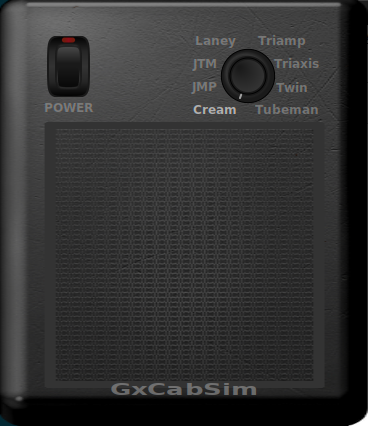 Laney Triamp
JTM Triaxis
JMP Twin
Cream Tubeman
POWER
GxCabSim